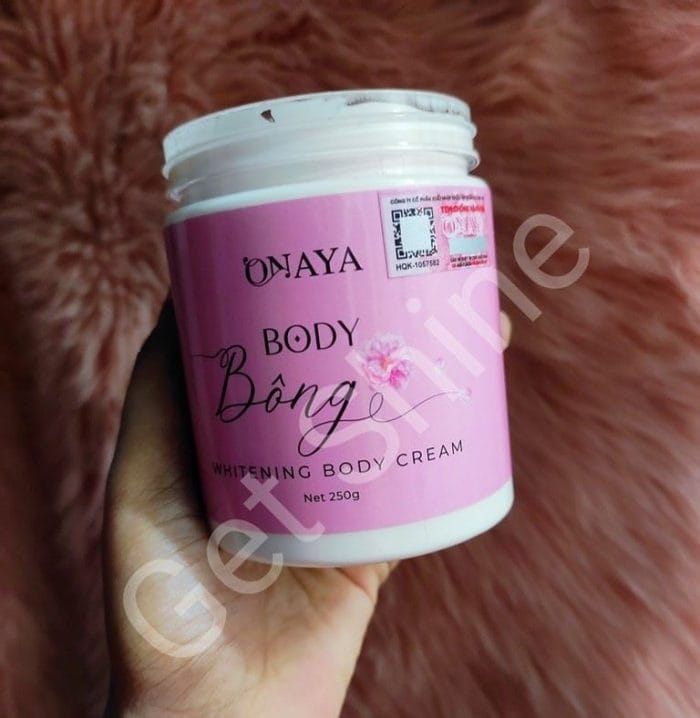 ONAYA
HQK-1057582
BODY
Bông
WHITENING BODY CREAM
Net 250g
Get Shine